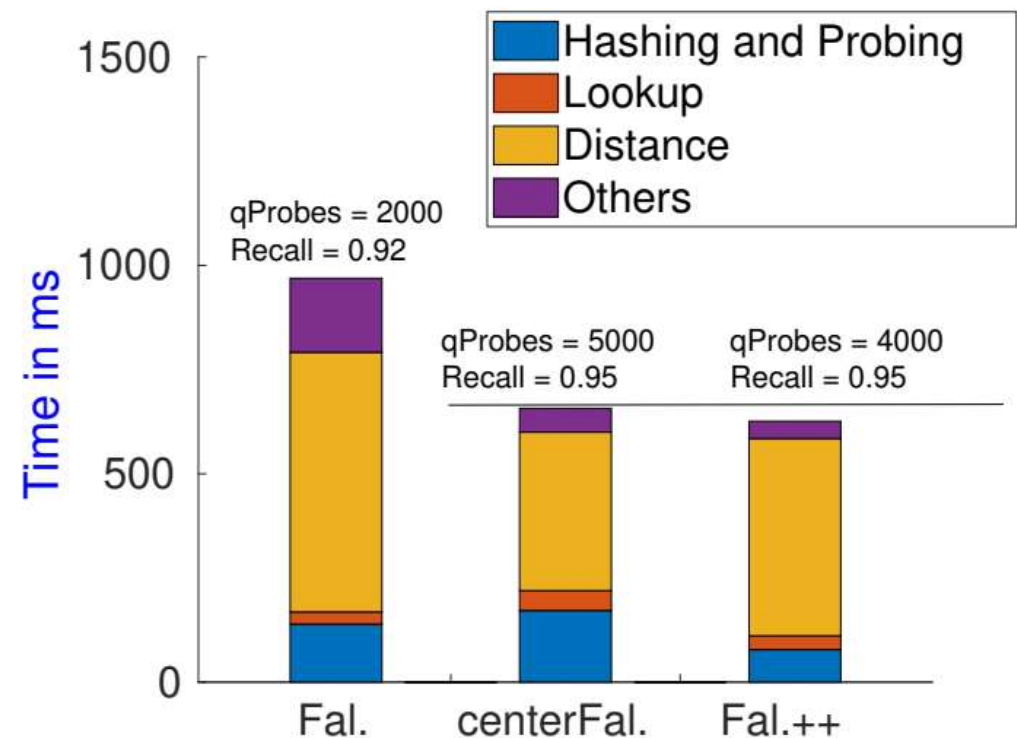 Time in ms
1500
1000
500
0
Hashing and Probing
Lookup
Distance
Others
qProbes = 2000
Recall = 0.92
qProbes = 5000
Recall = 0.95
qProbes = 4000
Recall = 0.95
Fal.
centerFal.
Fal.++